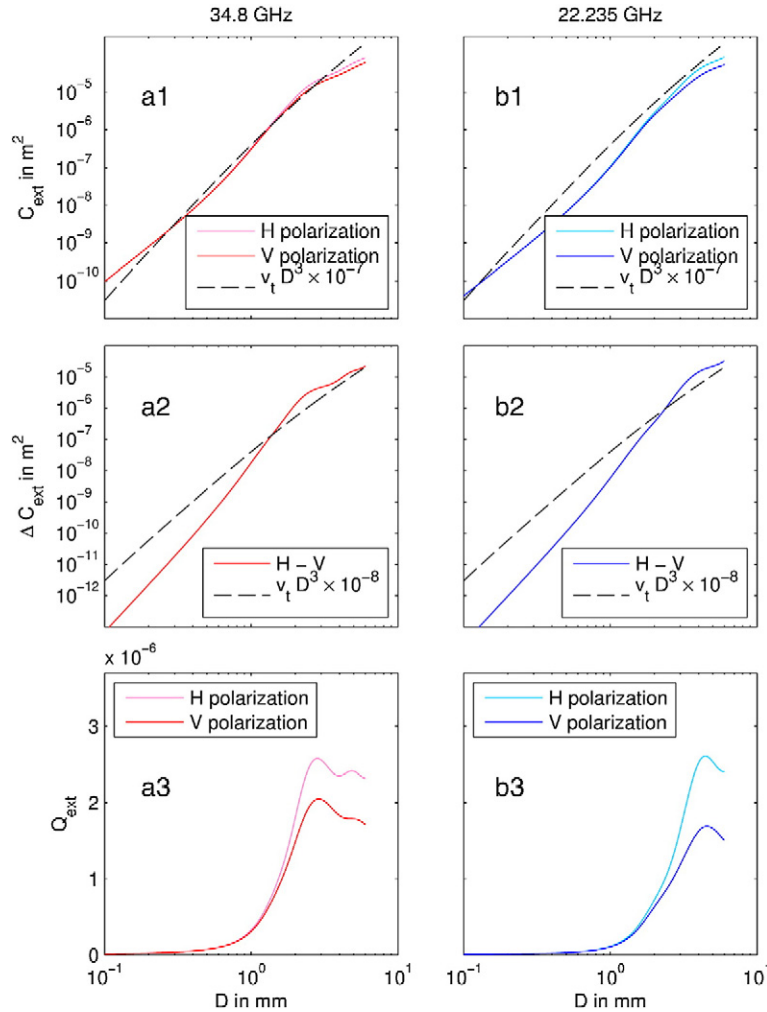 34.8 GHz
22.235 GHz
a1
b1
C_ext in m²
10⁻⁵
10⁻⁶
10⁻⁷
10⁻⁸
10⁻⁹
10⁻¹⁰
H polarization
V polarization
v_t D³ × 10⁻⁷
H polarization
V polarization
v_t D³ × 10⁻⁷
a2
b2
Δ C_ext in m²
10⁻⁵
10⁻⁶
10⁻⁷
10⁻⁸
10⁻⁹
10⁻¹⁰
10⁻¹¹
10⁻¹²
H − V
v_t D³ × 10⁻⁸
H − V
v_t D³ × 10⁻⁸
x 10⁻⁶
H polarization
V polarization
H polarization
V polarization
a3
b3
Q_ext
3
2
1
0
10⁻¹
10⁰
10¹
10⁻¹
10⁰
10¹
D in mm
D in mm